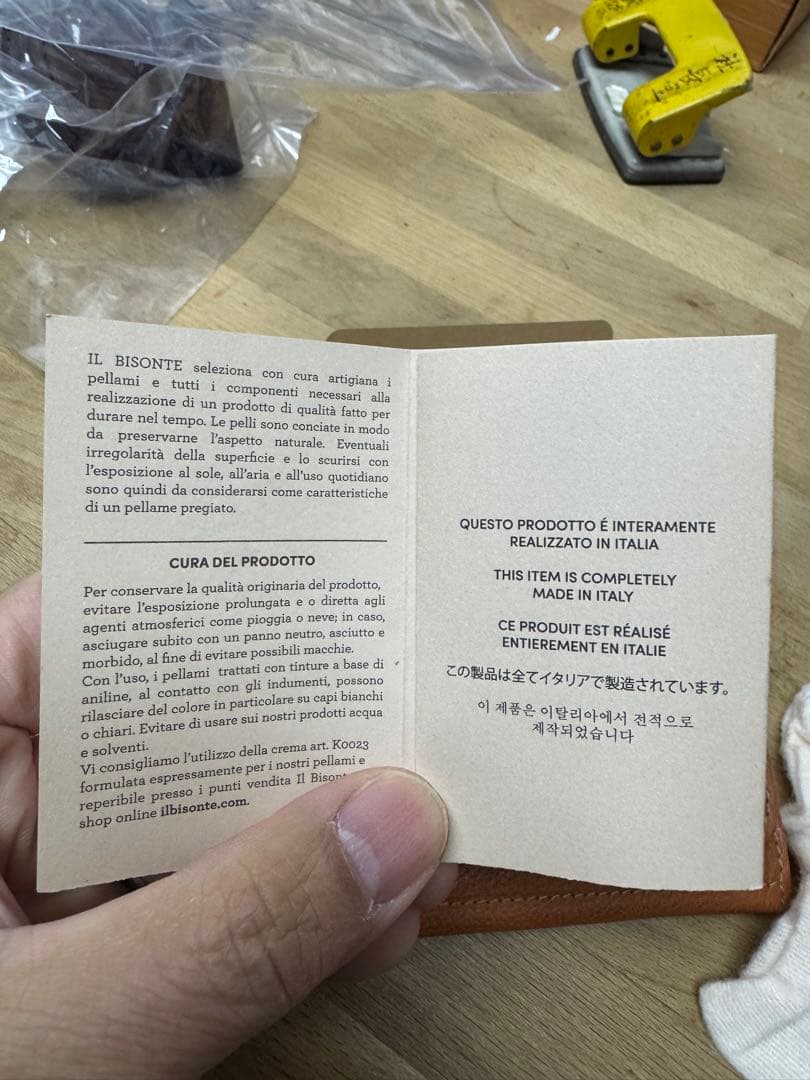 IL BISONTE seleziona con cura artigiana i
pellami e tutti i componenti necessari alla
realizzazione di un prodotto di qualità fatto per
durare nel tempo. Le pelli sono conciate in modo
da preservarne l'aspetto naturale. Eventuali
irregolarità della superficie e lo scurirsi con
l'esposizione al sole, all'aria e all'uso quotidiano
sono quindi da considerarsi come caratteristiche
di un pellame pregiato.
CURA DEL PRODOTTO
Per conservare la qualità originaria del prodotto,
evitare l'esposizione prolungata e o diretta agli
agenti atmosferici come pioggia o neve; in caso,
asciugare subito con un panno neutro, asciutto e
morbido, al fine di evitare possibili macchie.
Con l'uso, i pellami trattati con tinture a base di
aniline, al contatto con gli indumenti, possono
rilasciare del colore in particolare su capi bianchi
o chiari. Evitare di usare sui nostri prodotti acqua
e solventi.
Vi consigliamo l'utilizzo della crema art. K0023
formulata espressamente per i nostri pellami e
reperibile presso i punti vendita Il
shop online ilbisonte.com.
QUESTO PRODOTTO É INTERAMENTE
REALIZZATO IN ITALIA
THIS ITEM IS COMPLETELY
MADE IN ITALY
CE PRODUIT EST RÉALISÉ
ENTIEREMENT EN ITALIE
この製品は全てイタリアで製造されています。
이 제품은 이탈리아에서 전적으로
제작되었습니다